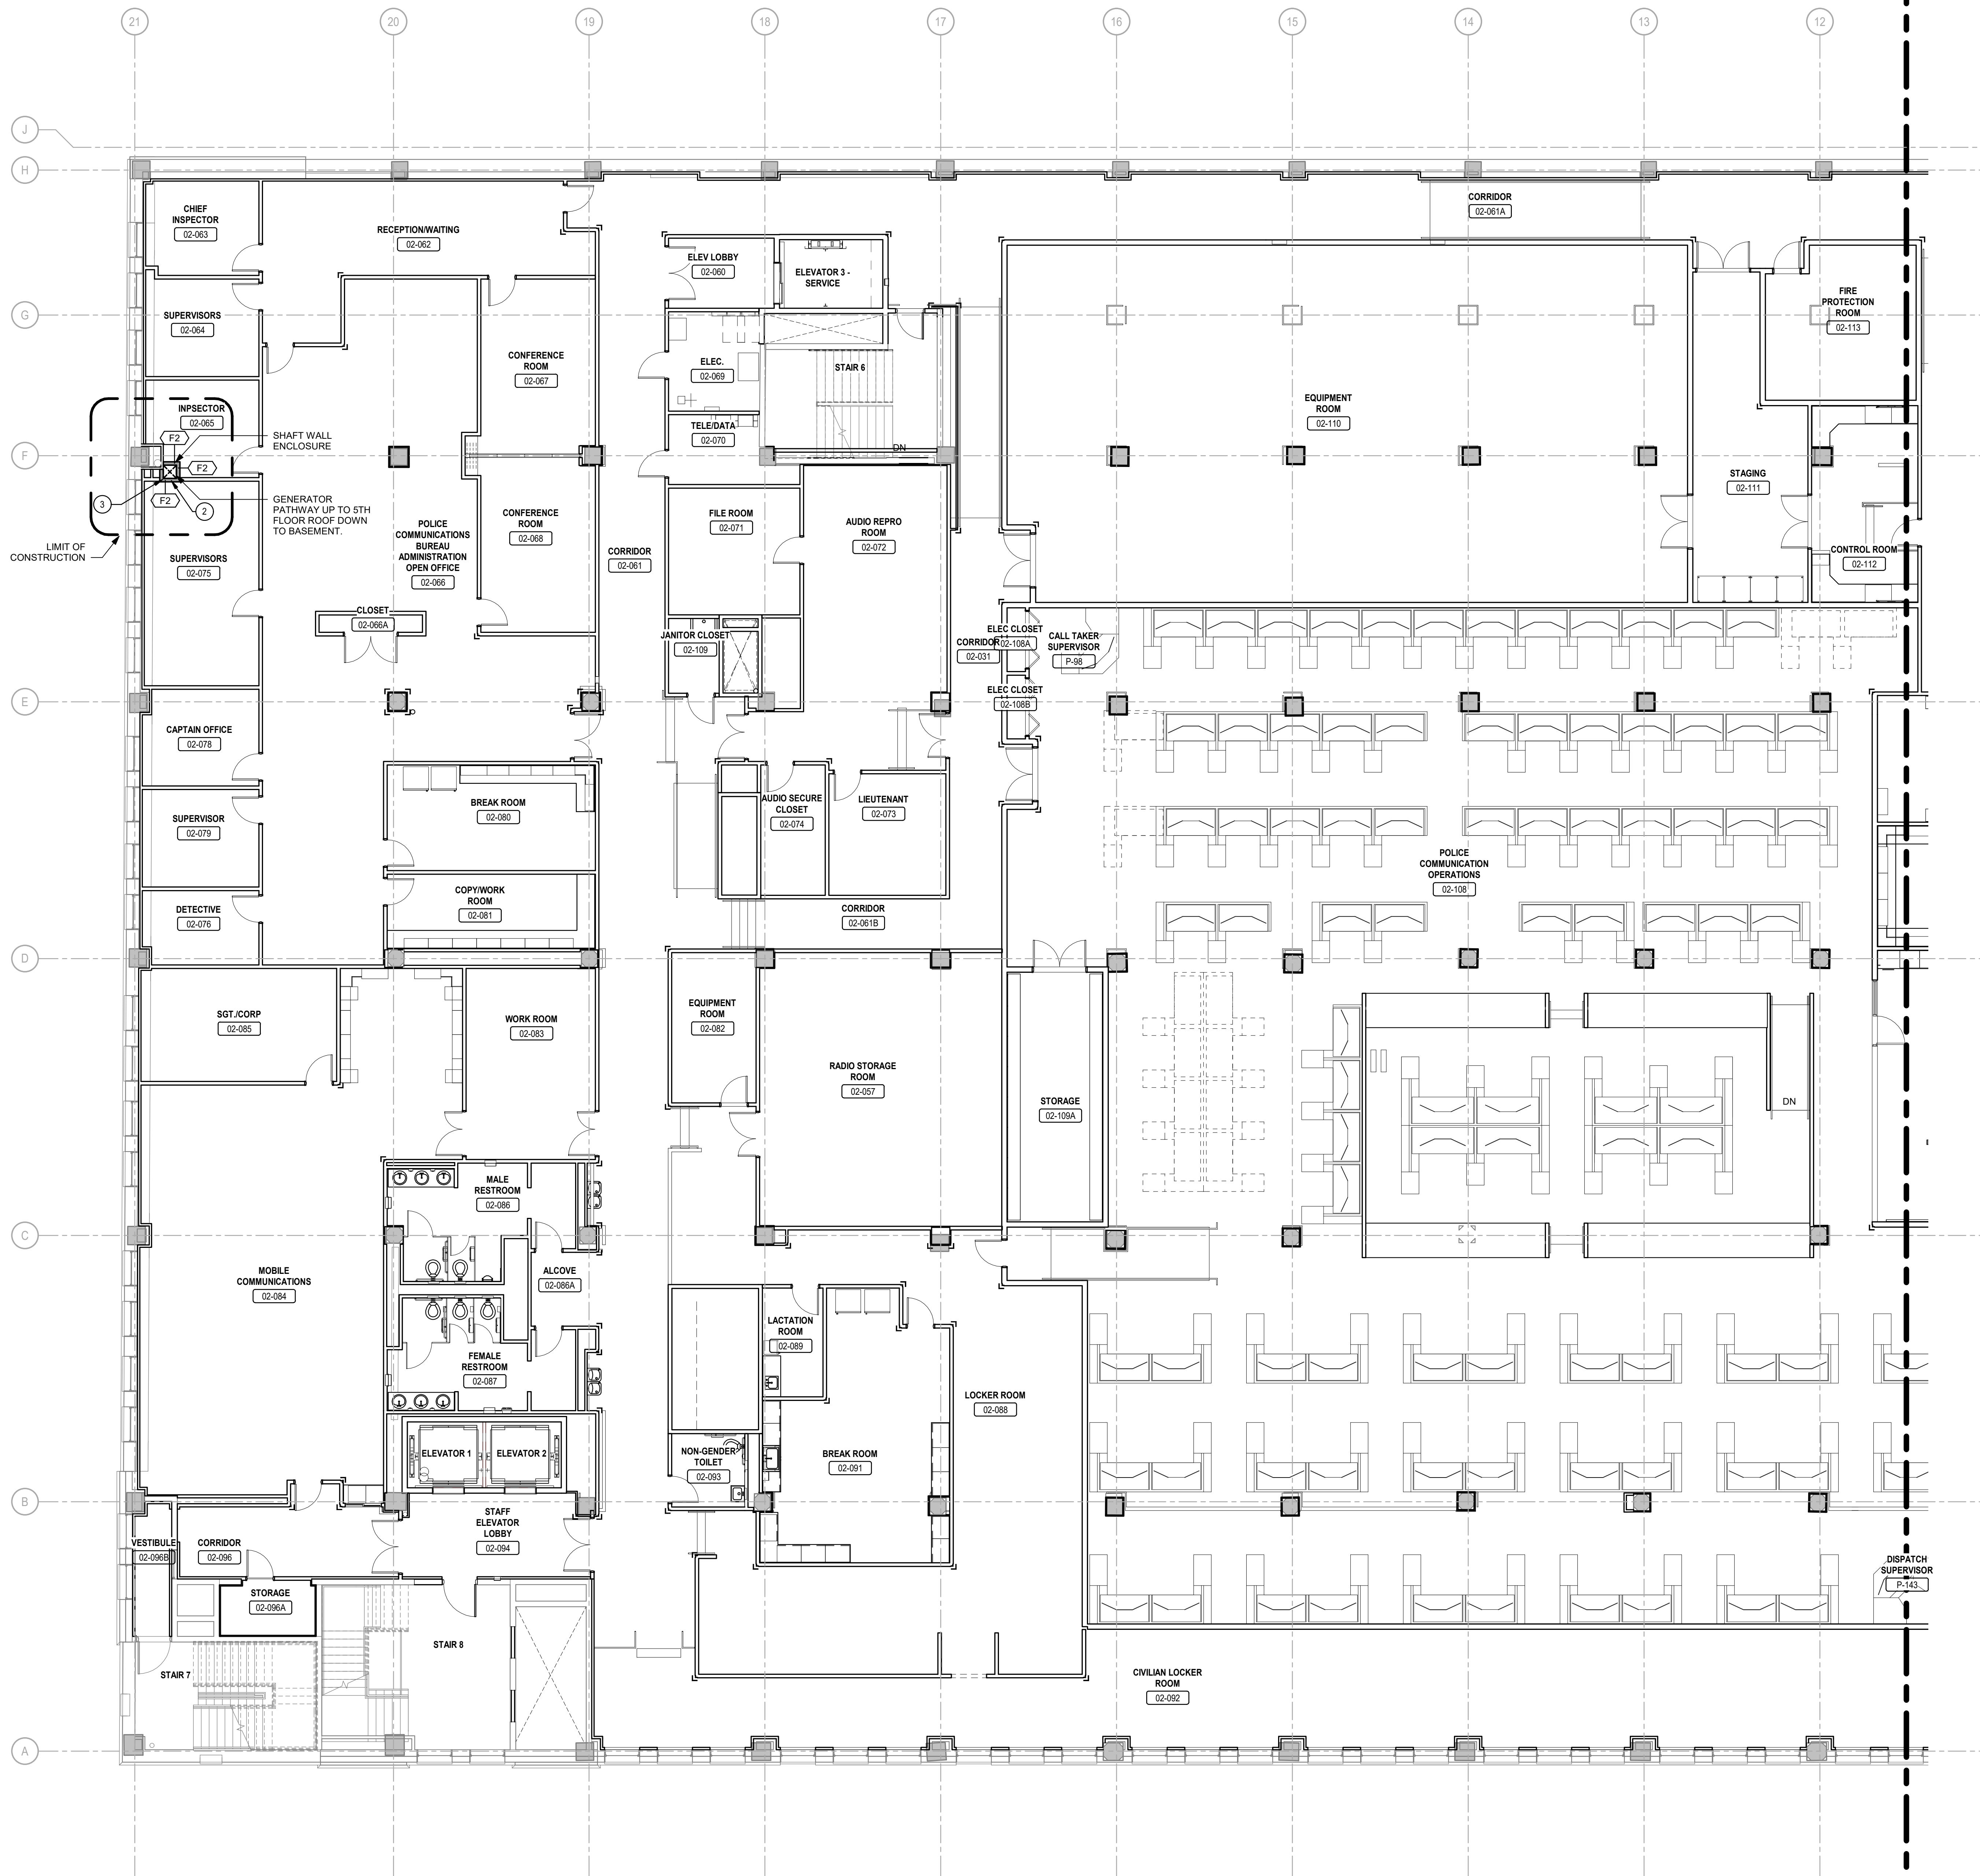 21
20
19
18
17
16
15
14
13
12
J
H
G
F
E
D
C
B
A
CHIEF
INSPECTOR
02-063
RECEPTION/WAITING
02-062
ELEV LOBBY
02-060
ELEVATOR 3 -
SERVICE
CORRIDOR
02-061A
SUPERVISORS
02-064
CONFERENCE
ROOM
02-067
ELEC.
02-069
STAIR 6
DN
FIRE
PROTECTION
ROOM
02-113
EQUIPMENT
ROOM
02-110
INPSECTOR
02-065
F2
F2
F2
3
2
SHAFT WALL
ENCLOSURE
GENERATOR
PATHWAY UP TO 5TH
FLOOR ROOF DOWN
TO BASEMENT.
LIMIT OF
CONSTRUCTION
TELE/DATA
02-070
STAGING
02-111
CONTROL ROOM
02-112
SUPERVISORS
02-075
POLICE
COMMUNICATIONS
BUREAU
ADMINISTRATION
OPEN OFFICE
02-066
CONFERENCE
ROOM
02-068
CORRIDOR
02-061
FILE ROOM
02-071
AUDIO REPRO
ROOM
02-072
CLOSET
02-066A
JANITOR CLOSET
02-109
CORRIDOR
02-031
ELEC CLOSET
02-108A
CALL TAKER
SUPERVISOR
P-98
ELEC CLOSET
02-108B
CAPTAIN OFFICE
02-078
SUPERVISOR
02-079
BREAK ROOM
02-080
AUDIO SECURE
CLOSET
02-074
LIEUTENANT
02-073
POLICE
COMMUNICATION
OPERATIONS
02-108
DETECTIVE
02-076
COPY/WORK
ROOM
02-081
CORRIDOR
02-061B
SGT./CORP
02-085
WORK ROOM
02-083
EQUIPMENT
ROOM
02-082
RADIO STORAGE
ROOM
02-057
STORAGE
02-109A
DN
MALE
RESTROOM
02-086
MOBILE
COMMUNICATIONS
02-084
ALCOVE
02-086A
FEMALE
RESTROOM
02-087
LACTATION
ROOM
02-089
LOCKER ROOM
02-088
ELEVATOR 1
ELEVATOR 2
NON-GENDER
TOILET
02-093
BREAK ROOM
02-091
STAFF
ELEVATOR
LOBBY
02-094
VESTIBULE
02-096B
CORRIDOR
02-096
STORAGE
02-096A
STAIR 8
STAIR 7
DISPATCH
SUPERVISOR
P-143
CIVILIAN LOCKER
ROOM
02-092